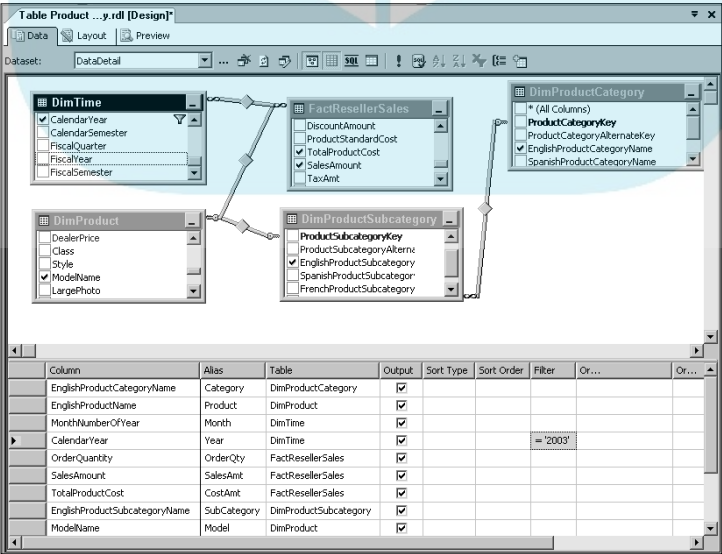 Table Product ...y.rdl [Design]*
Data Layout Preview
Dataset: DataDetail ... SQL
DimTime
CalendarYear
CalendarSemester
FiscalQuarter
FiscalYear
FiscalSemester
FactResellerSales
DiscountAmount
ProductStandardCost
TotalProductCost
SalesAmount
TaxAmt
DimProductCategory
* (All Columns)
ProductCategoryKey
ProductCategoryAlternateKey
EnglishProductCategoryName
SpanishProductCategoryName
DimProduct
DealerPrice
Class
Style
ModelName
LargePhoto
DimProductSubcategory
ProductSubcategoryKey
ProductSubcategoryAlterna
EnglishProductSubcategory
SpanishProductSubcategor
FrenchProductSubcategory
Column Alias Table Output Sort Type Sort Order Filter Or... Or...
EnglishProductCategoryName Category DimProductCategory
EnglishProductName Product DimProduct
MonthNumberOfYear Month DimTime
CalendarYear Year DimTime = '2003'
OrderQuantity OrderQty FactResellerSales
SalesAmount SalesAmt FactResellerSales
TotalProductCost CostAmt FactResellerSales
EnglishProductSubcategoryName SubCategory DimProductSubcategory
ModelName Model DimProduct